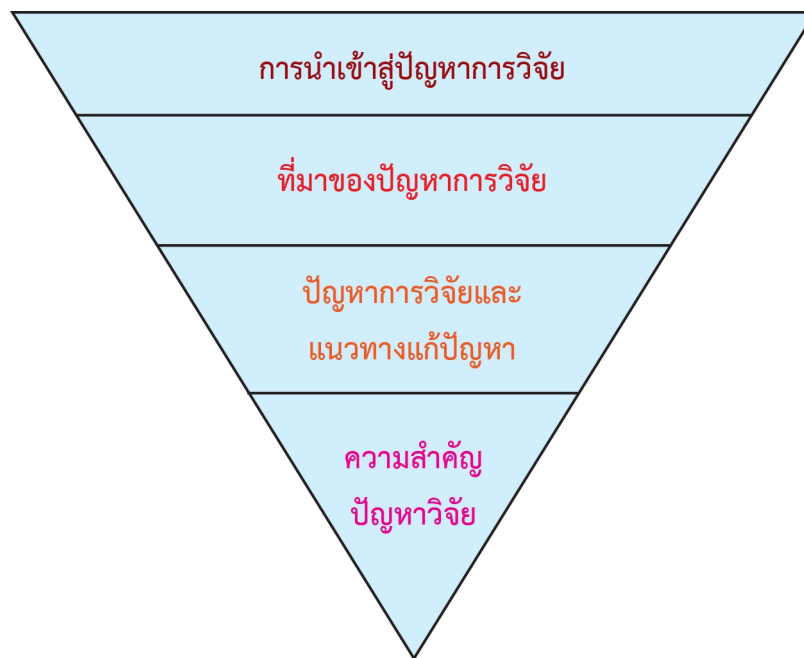 การนำเข้าสู่ปัญหาการวิจัย
ที่มาของปัญหาการวิจัย
ปัญหาการวิจัยและ
แนวทางแก้ปัญหา
ความสำคัญ
ปัญหาวิจัย